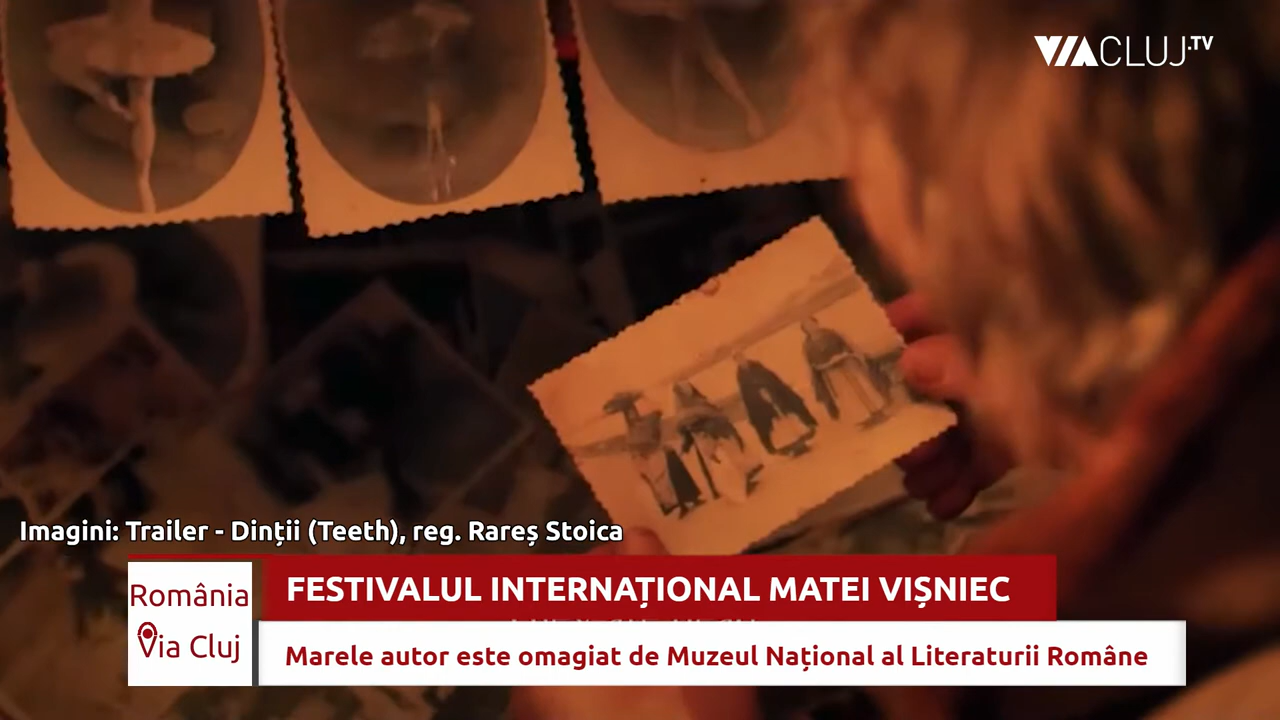 VIACLUJ.TV
Imagini: Trailer - Dinții (Teeth), reg. Rareș Stoica
România
Via Cluj
FESTIVALUL INTERNAȚIONAL MATEI VIȘNIEC
Marele autor este omagiat de Muzeul Național al Literaturii Române